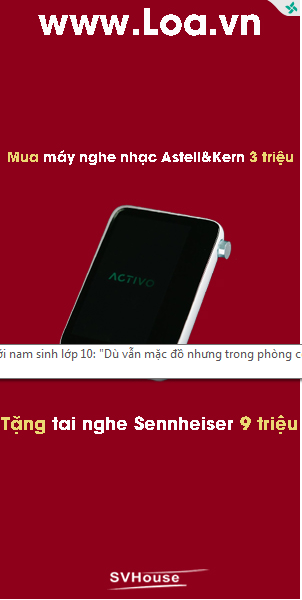 www.Loa.vn
Mua máy nghe nhạc Astell&Kern 3 triệu
ACTIVO
ới nam sinh lớp 10: "Dù vẫn mặc đồ nhưng trong phòng c
Tặng tai nghe Sennheiser 9 triệu
SVHouse